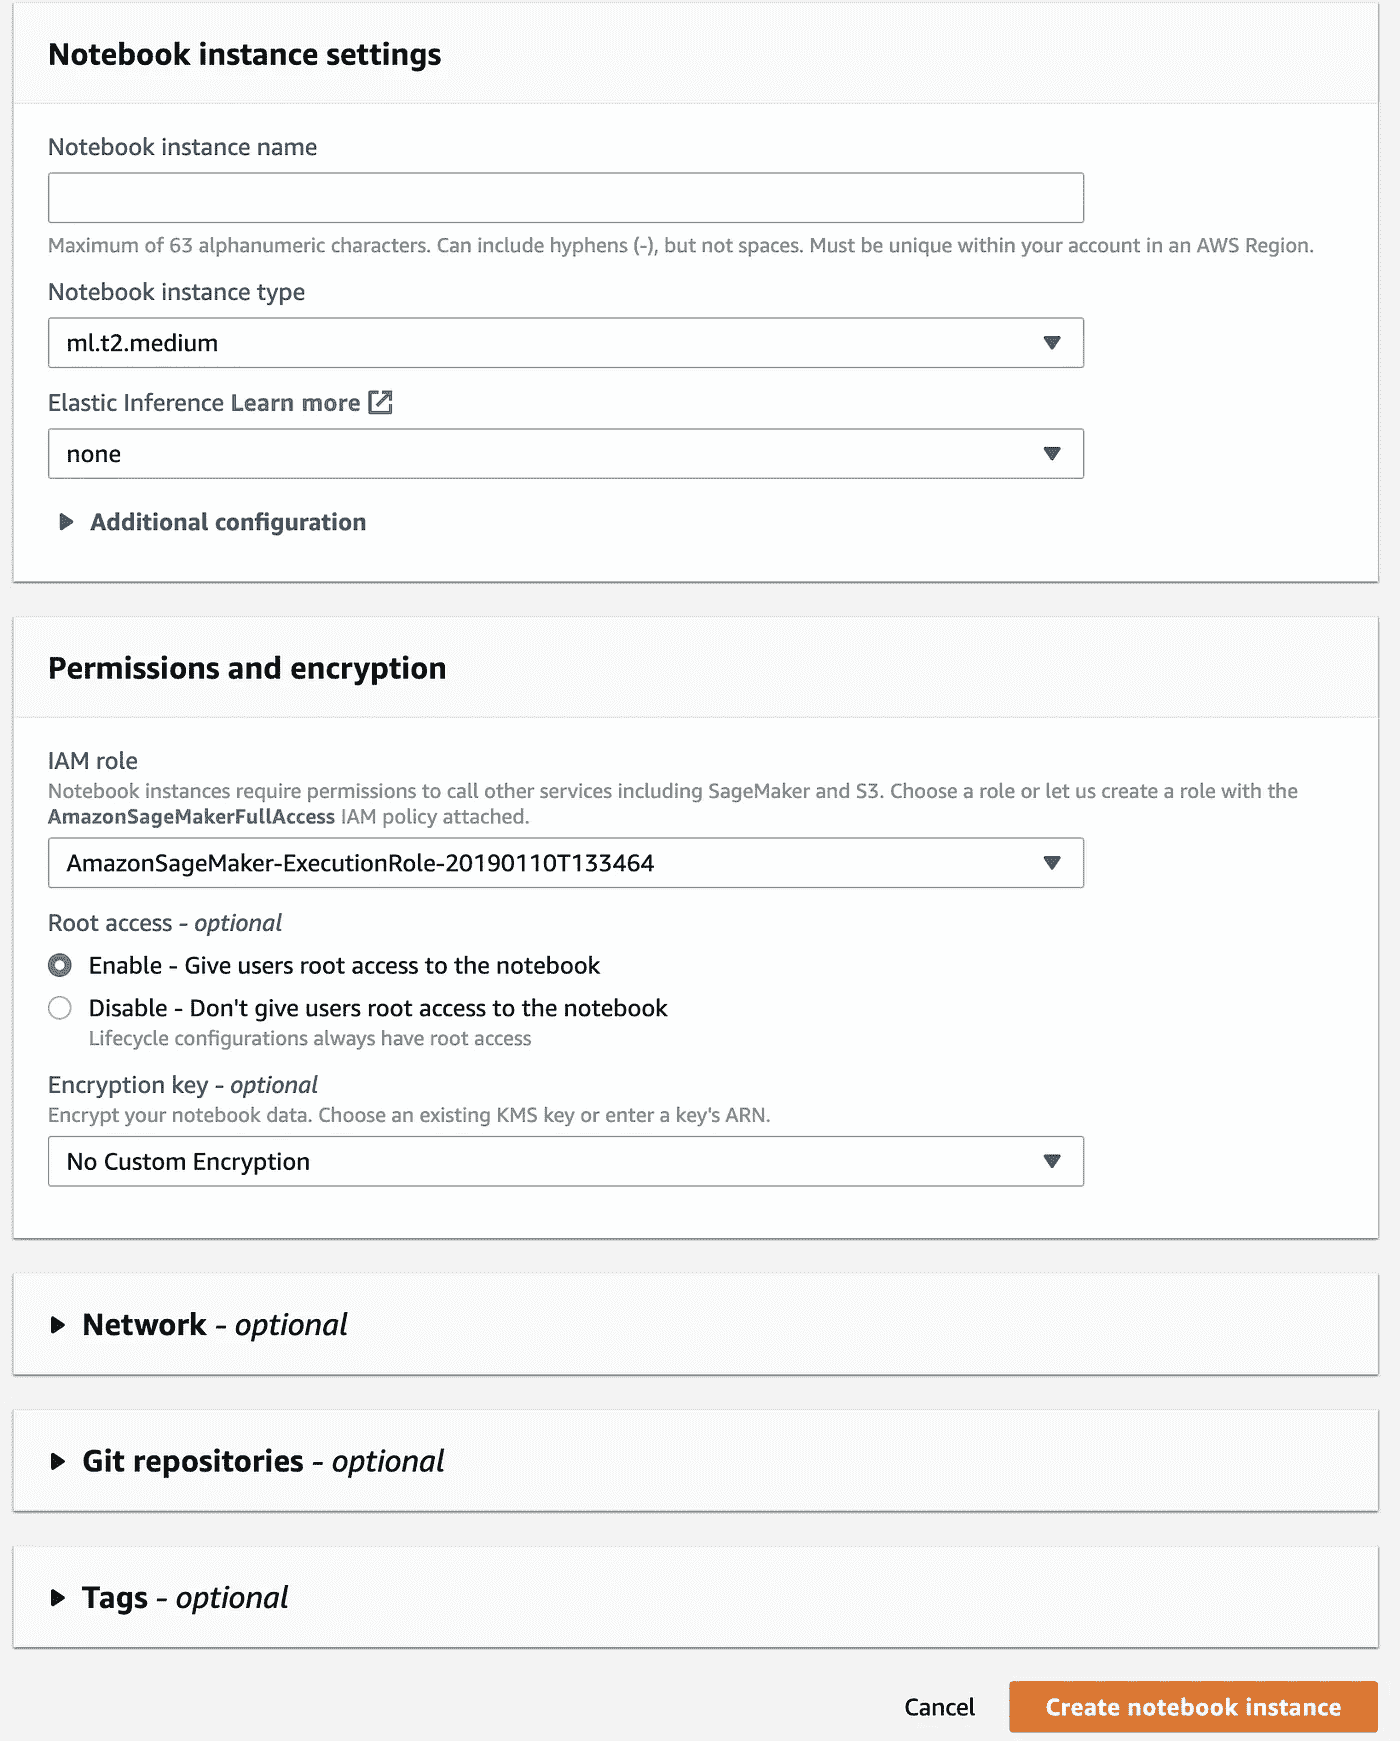 Notebook instance settings
Notebook instance name
Maximum of 63 alphanumeric characters. Can include hyphens (-), but not spaces. Must be unique within your account in an AWS Region.
Notebook instance type
ml.t2.medium
Elastic Inference Learn more
none
Additional configuration
Permissions and encryption
IAM role
Notebook instances require permissions to call other services including SageMaker and S3. Choose a role or let us create a role with the
AmazonSageMakerFullAccess IAM policy attached.
AmazonSageMaker-ExecutionRole-20190110T133464
Root access - optional
Enable - Give users root access to the notebook
Disable - Don't give users root access to the notebook
Lifecycle configurations always have root access
Encryption key - optional
Encrypt your notebook data. Choose an existing KMS key or enter a key's ARN.
No Custom Encryption
Network - optional
Git repositories - optional
Tags - optional
Cancel Create notebook instance